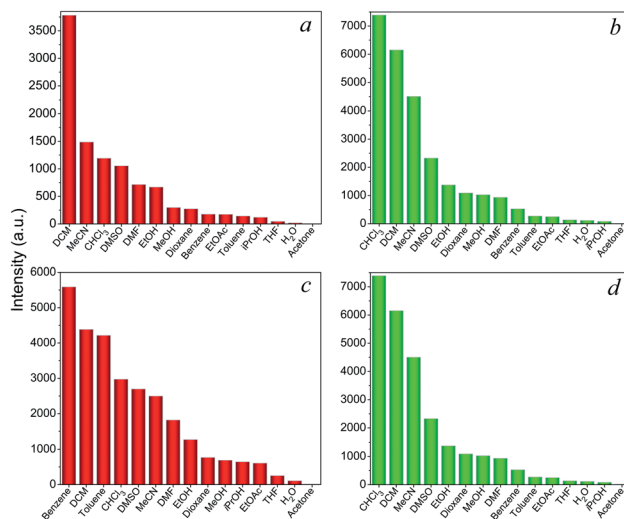 a
3500
3000
2500
2000
1500
1000
500
0
DCM
MeCN
CHCl3
DMSO
DMF
EtOH
MeOH
Dioxane
Benzene
EtOAc
Toluene
iPrOH
THF
H2O
Acetone
b
7000
6000
5000
4000
3000
2000
1000
0
CHCl3
DCM
MeCN
DMSO
EtOH
Dioxane
MeOH
DMF
Benzene
Toluene
EtOAc
THF
H2O
iPrOH
Acetone
Intensity (a.u.)
c
6000
5000
4000
3000
2000
1000
0
Benzene
DCM
Toluene
CHCl3
DMSO
MeCN
DMF
EtOH
Dioxane
MeOH
iPrOH
EtOAc
THF
H2O
Acetone
d
7000
6000
5000
4000
3000
2000
1000
0
CHCl3
DCM
MeCN
DMSO
EtOH
Dioxane
MeOH
DMF
Benzene
Toluene
EtOAc
THF
H2O
iPrOH
Acetone